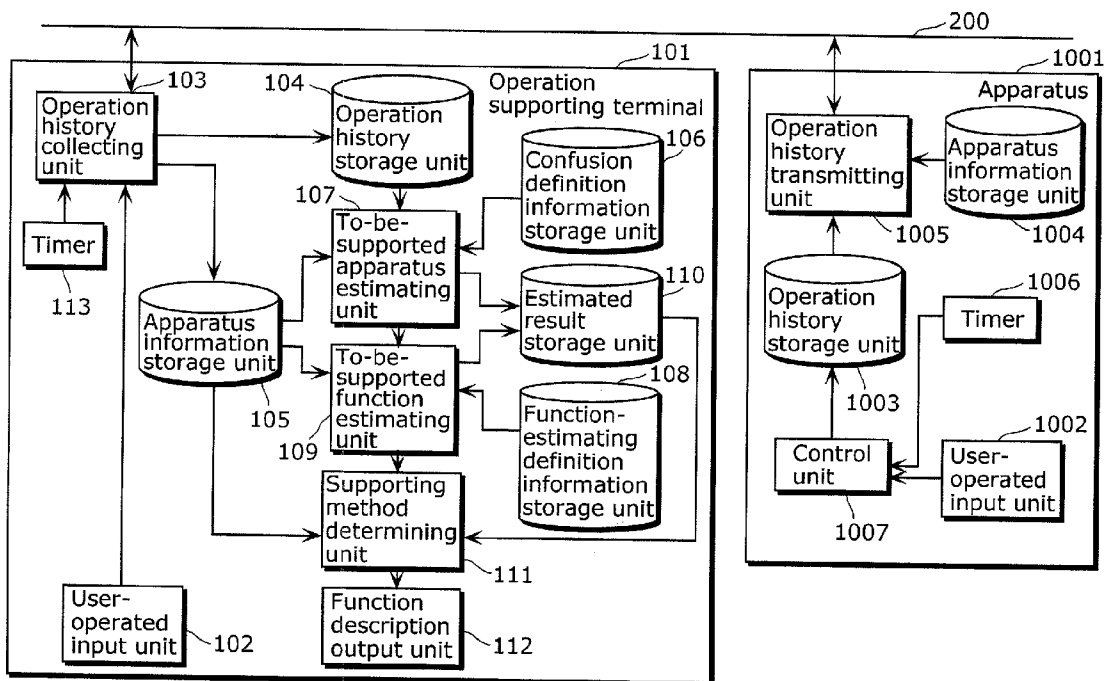 200
101
Operation
supporting terminal
103
Operation
history
collecting
unit
104
Operation
history
storage unit
106
Confusion
definition
information
storage unit
107
To-be-
supported
apparatus
estimating
unit
Timer
113
Apparatus
information
storage unit
105
110
Estimated
result
storage unit
To-be-
supported
function
estimating
unit
109
108
Function-
estimating
definition
information
storage unit
Supporting
method
determining
unit
111
User-
operated
input unit
102
Function
description
output unit
112
1001
Apparatus
Operation
history
transmitting
unit
1005
Apparatus
information
storage unit
1004
Operation
history
storage unit
1003
1006
Timer
Control
unit
1007
1002
User-
operated
input unit